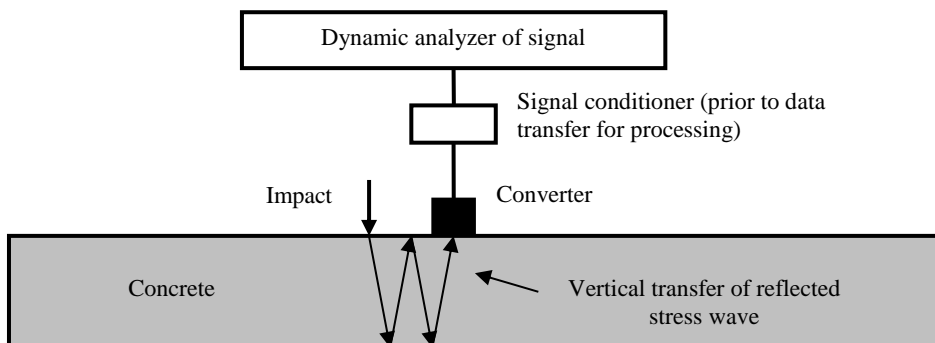 Dynamic analyzer of signal
Signal conditioner (prior to data
transfer for processing)
Impact
Converter
Concrete
Vertical transfer of reflected
stress wave